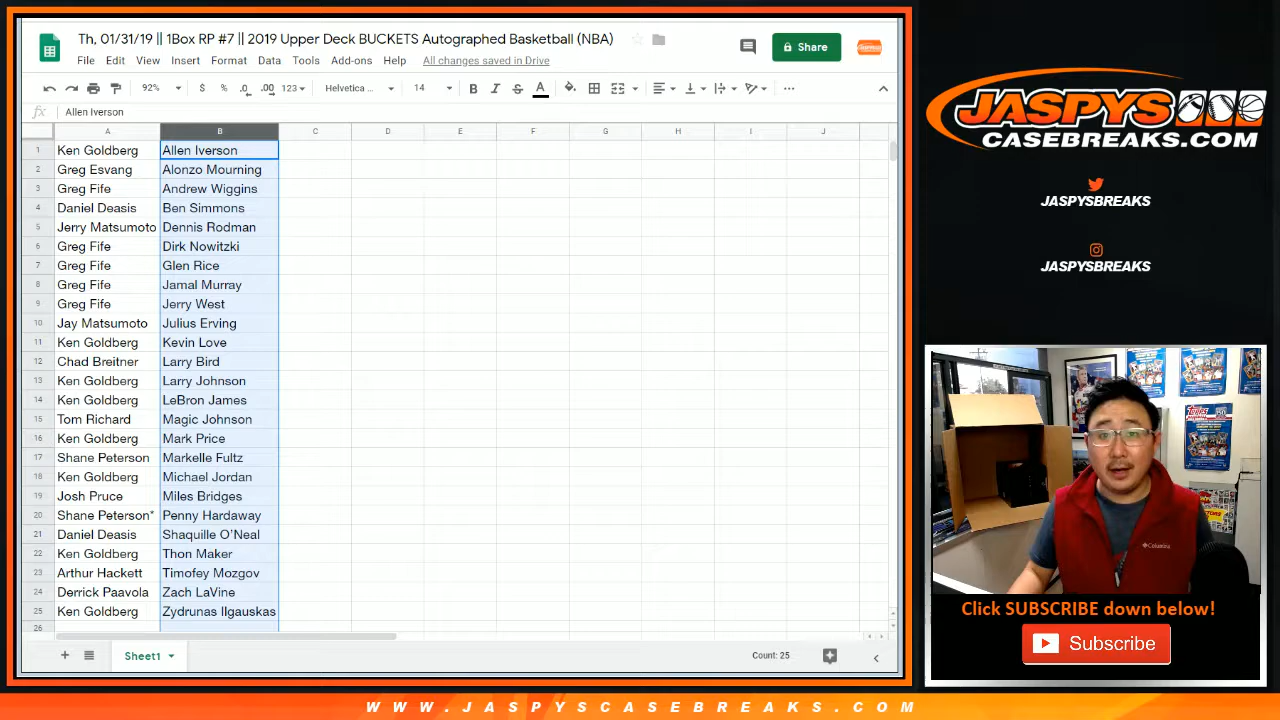 Th, 01/31/19 || 1Box RP #7 || 2019 Upper Deck BUCKETS Autographed Basketball (NBA)
File Edit View Insert Format Data Tools Add-ons Help All changes saved in Drive
Share
92% $ % .0 .00 123 Helvetica ... 14 B I S A
fx Allen Iverson
A B C D E F G H I J
1 Ken Goldberg Allen Iverson
2 Greg Esvang Alonzo Mourning
3 Greg Fife Andrew Wiggins
4 Daniel Deasis Ben Simmons
5 Jerry Matsumoto Dennis Rodman
6 Greg Fife Dirk Nowitzki
7 Greg Fife Glen Rice
8 Greg Fife Jamal Murray
9 Greg Fife Jerry West
10 Jay Matsumoto Julius Erving
11 Ken Goldberg Kevin Love
12 Chad Breitner Larry Bird
13 Ken Goldberg Larry Johnson
14 Ken Goldberg LeBron James
15 Tom Richard Magic Johnson
16 Ken Goldberg Mark Price
17 Shane Peterson Markelle Fultz
18 Ken Goldberg Michael Jordan
19 Josh Pruce Miles Bridges
20 Shane Peterson* Penny Hardaway
21 Daniel Deasis Shaquille O'Neal
22 Ken Goldberg Thon Maker
23 Arthur Hackett Timofey Mozgov
24 Derrick Paavola Zach LaVine
25 Ken Goldberg Zydrunas Ilgauskas
26
Sheet1
Count: 25
JASPYS
CASEBREAKS.COM
JASPYSBREAKS
JASPYSBREAKS
Topps
Columbia
Click SUBSCRIBE down below!
Subscribe
WWW.JASPYSCASEBREAKS.COM